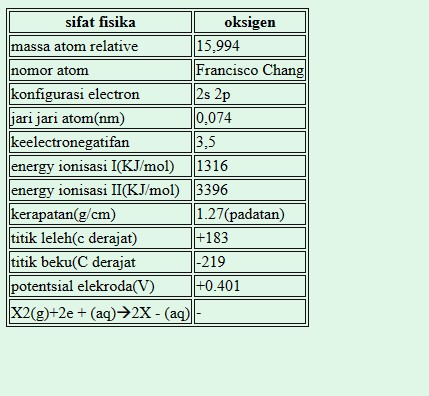 sifat fisika oksigen
massa atom relative 15,994
nomor atom Francisco Chang
konfigurasi electron 2s 2p
jari jari atom(nm) 0,074
keelectronegatifan 3,5
energy ionisasi I(KJ/mol) 1316
energy ionisasi II(KJ/mol) 3396
kerapatan(g/cm) 1.27(padatan)
titik leleh(c derajat) +183
titik beku(C derajat -219
potentsial elekroda(V) +0.401
X2(g)+2e + (aq)→2X - (aq) -